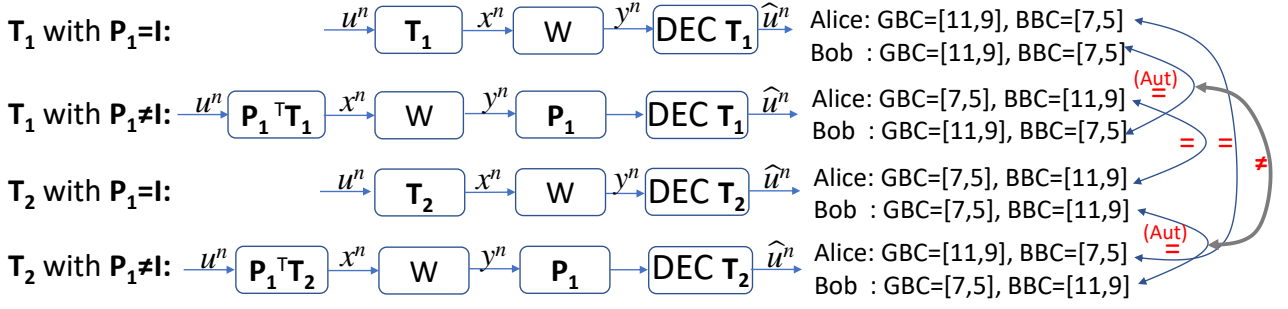 T₁ with P₁=I: uⁿ T₁ xⁿ W yⁿ DEC T₁ ûⁿ Alice: GBC=[11,9], BBC=[7,5]
Bob : GBC=[11,9], BBC=[7,5]
(Aut)
=
T₁ with P₁≠I: uⁿ P₁ᵀT₁ xⁿ W yⁿ P₁ DEC T₁ ûⁿ Alice: GBC=[7,5], BBC=[11,9]
Bob : GBC=[11,9], BBC=[7,5]
= = ≠
T₂ with P₁=I: uⁿ T₂ xⁿ W yⁿ DEC T₂ ûⁿ Alice: GBC=[7,5], BBC=[11,9]
Bob : GBC=[7,5], BBC=[11,9]
(Aut)
=
T₂ with P₁≠I: uⁿ P₁ᵀT₂ xⁿ W yⁿ P₁ DEC T₂ ûⁿ Alice: GBC=[11,9], BBC=[7,5]
Bob : GBC=[7,5], BBC=[11,9]